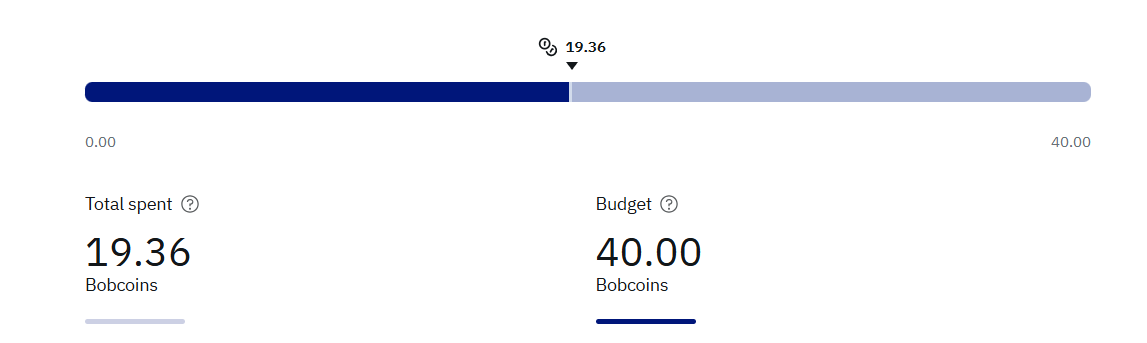 19.36
0.00 40.00
Total spent Budget
19.36 40.00
Bobcoins Bobcoins